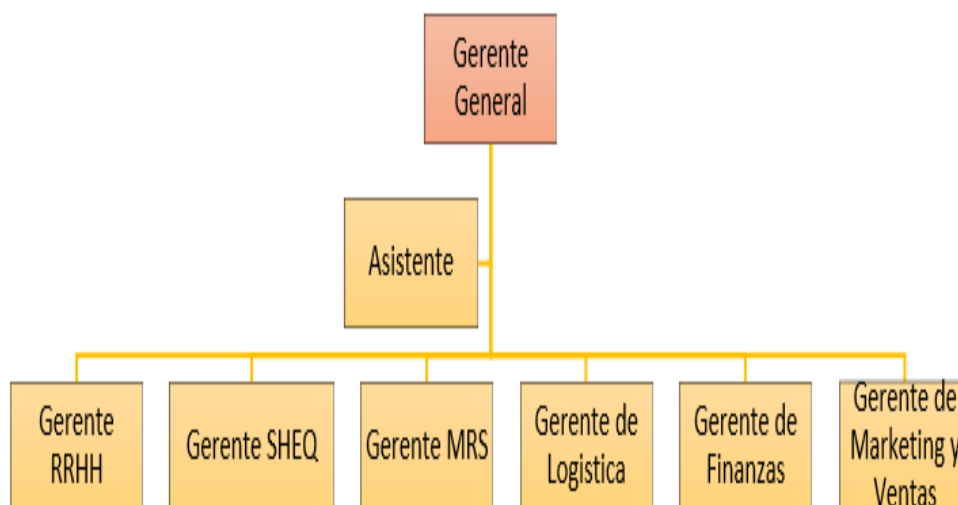 Gerente
General
Asistente
Gerente
RRHH
Gerente SHEQ
Gerente MRS
Gerente de
Logistica
Gerente de
Finanzas
Gerente de
Marketing y
Ventas